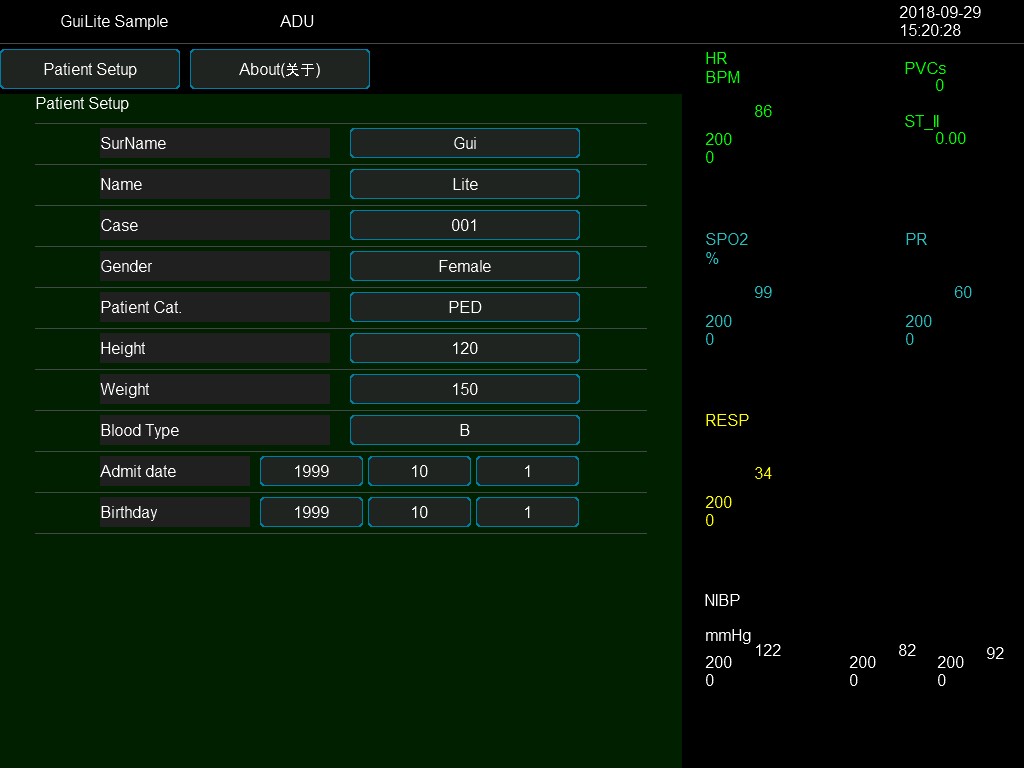 GuiLite Sample ADU 2018-09-29
15:20:28
Patient Setup About(关于)
Patient Setup
SurName Gui
Name Lite
Case 001
Gender Female
Patient Cat. PED
Height 120
Weight 150
Blood Type B
Admit date 1999 10 1
Birthday 1999 10 1
HR
BPM
86
200
0
PVCs
0
ST_II
0.00
SPO2
%
99
200
0
PR
60
200
0
RESP
34
200
0
NIBP
mmHg
122
200
0
82
200
0
92
200
0